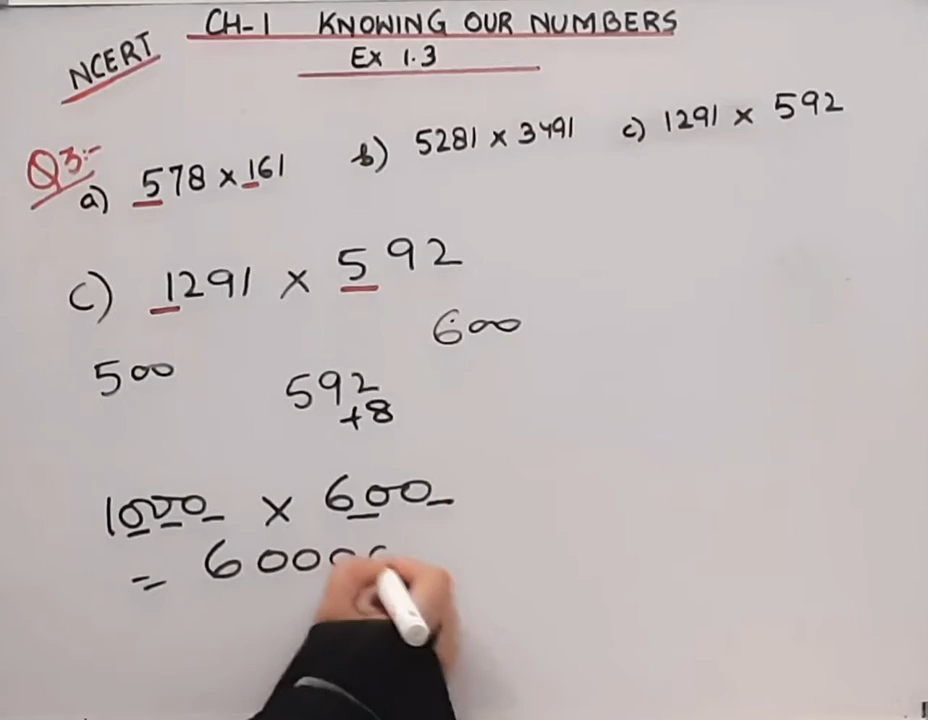 CH-1 KNOWING OUR NUMBERS
NCERT
Ex 1.3
Q3:-
a) 578 × 161 b) 5281 × 3491 c) 1291 × 592
c) 1291 × 592
600
500
592
+8
1000 × 600
= 6000